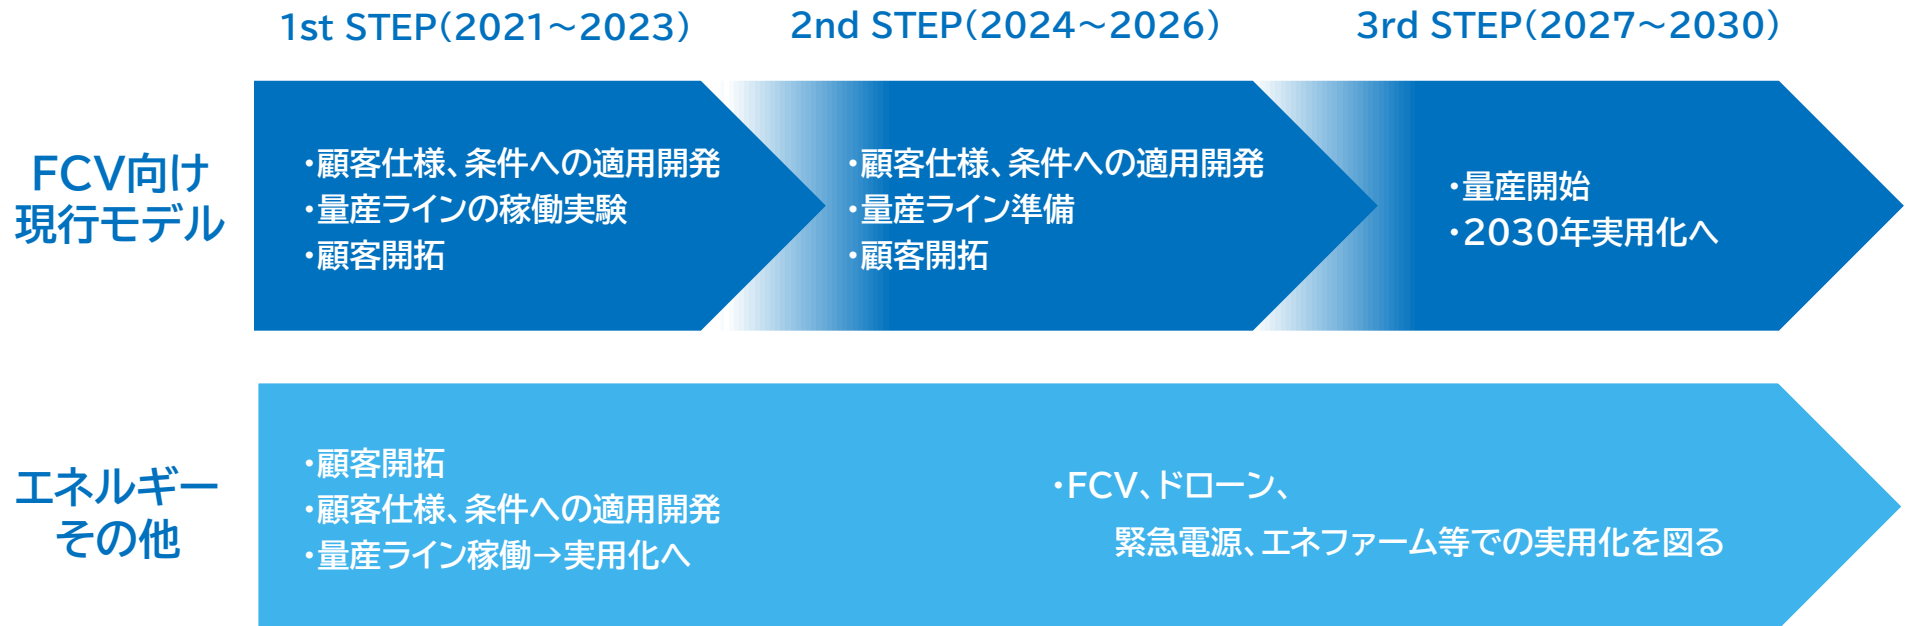 1st STEP(2021～2023)
2nd STEP(2024～2026)
3rd STEP(2027～2030)
FCV向け
現行モデル
・顧客仕様、条件への適用開発
・量産ラインの稼働実験
・顧客開拓
・顧客仕様、条件への適用開発
・量産ライン準備
・顧客開拓
・量産開始
・2030年実用化へ
エネルギー
その他
・顧客開拓
・顧客仕様、条件への適用開発
・量産ライン稼働→実用化へ
・FCV、ドローン、
緊急電源、エネファーム等での実用化を図る